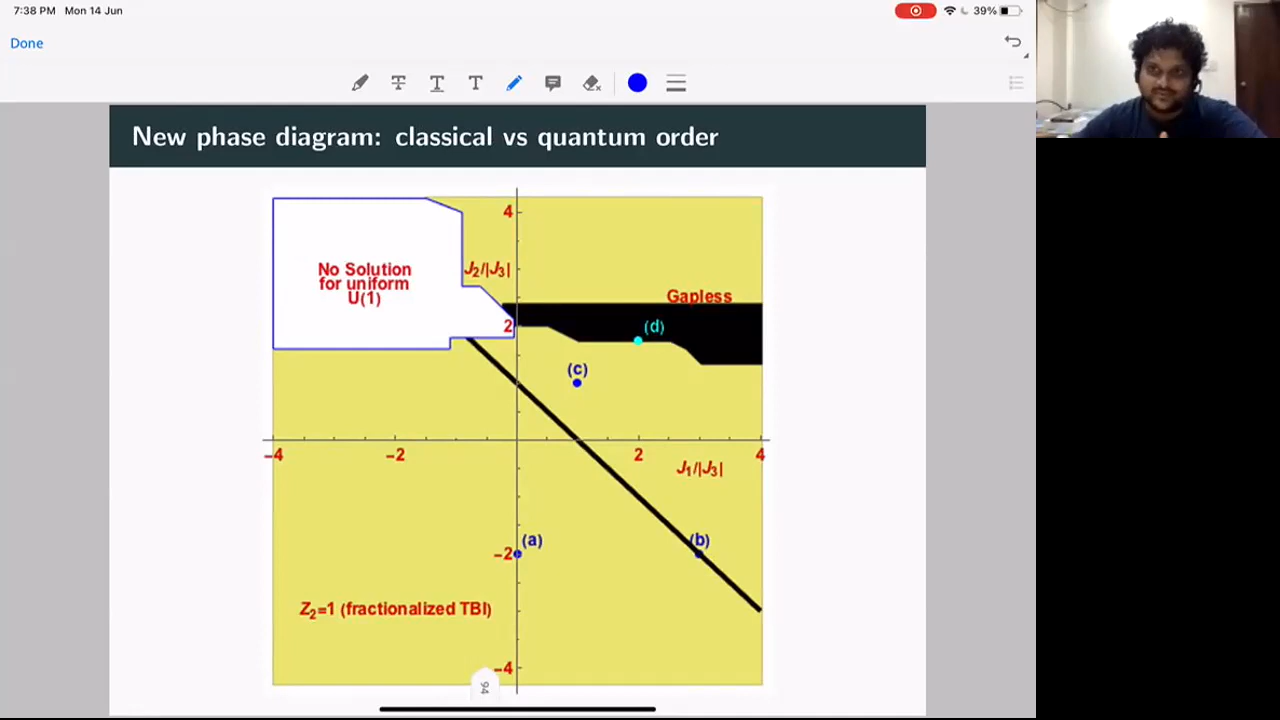 7:38 PM Mon 14 Jun
39%
Done
New phase diagram: classical vs quantum order
4
J2/|J3|
No Solution
for uniform
U(1)
Gapless
2
(d)
(c)
−4
−2
2
4
J1/|J3|
(a)
(b)
−2
Z2=1 (fractionalized TBI)
−4
94